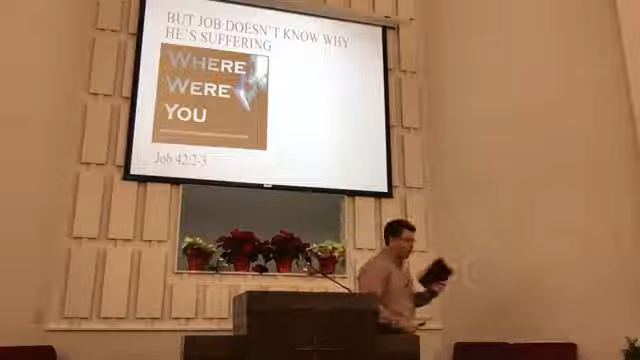 BUT JOB DOESN'T KNOW WHY
HE'S SUFFERING
WHERE
WERE
YOU
Job 42:2-3